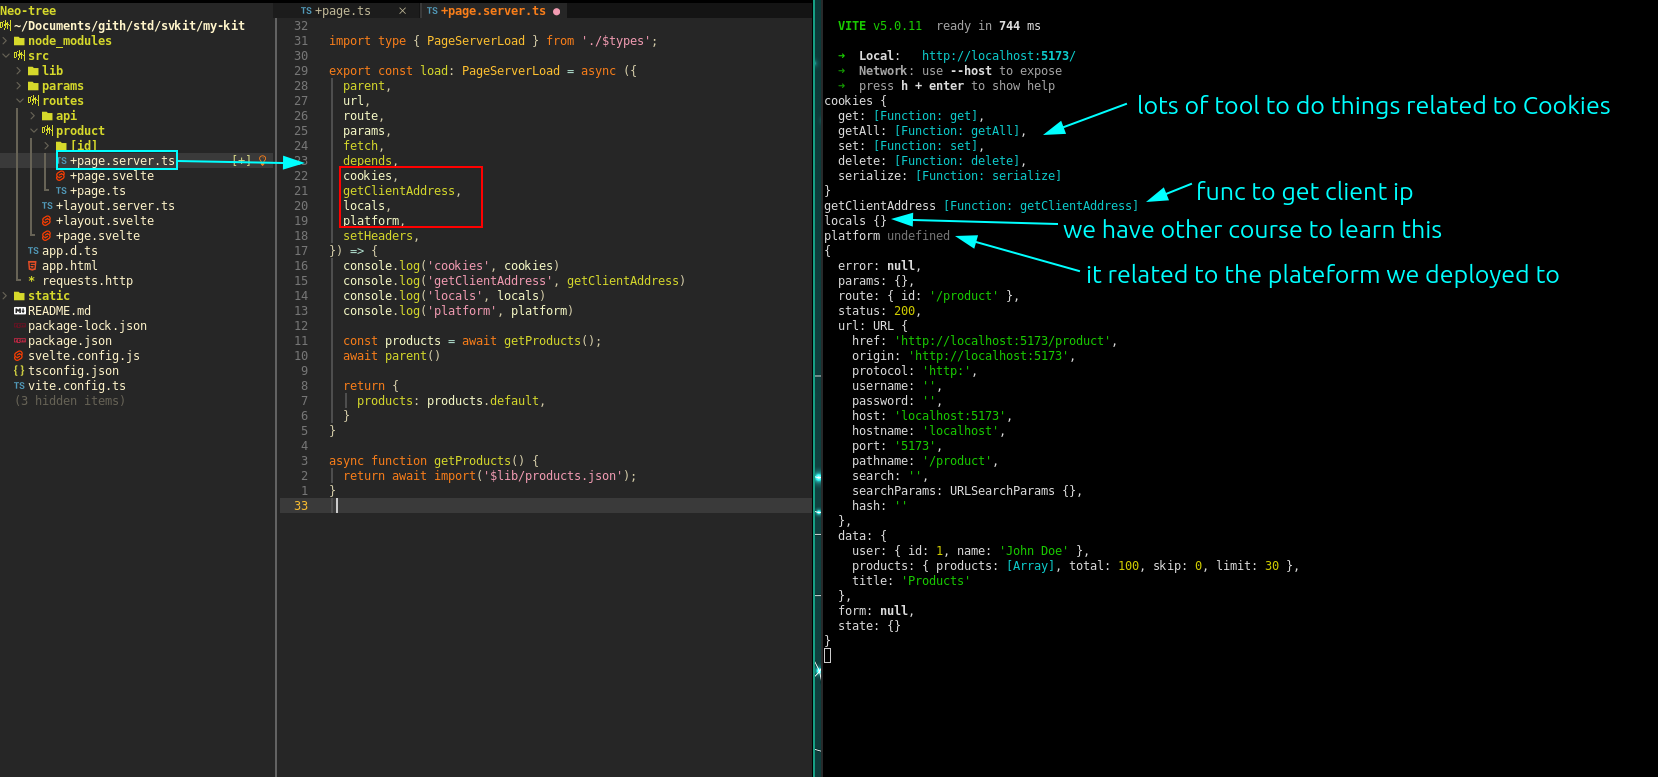 Neo-tree
~/Documents/gith/std/svkit/my-kit
node_modules
src
lib
params
routes
api
product
[id]
TS +page.server.ts [+]
+page.svelte
TS +page.ts
TS +layout.server.ts
+layout.svelte
+page.svelte
TS app.d.ts
app.html
* requests.http
static
README.md
package-lock.json
package.json
svelte.config.js
{} tsconfig.json
TS vite.config.ts
(3 hidden items)
TS +page.ts × TS +page.server.ts ●
32
31 import type { PageServerLoad } from './$types';
30
29 export const load: PageServerLoad = async ({
28 parent,
27 url,
26 route,
25 params,
24 fetch,
23 depends,
22 cookies,
21 getClientAddress,
20 locals,
19 platform,
18 setHeaders,
17 }) => {
16 console.log('cookies', cookies)
15 console.log('getClientAddress', getClientAddress)
14 console.log('locals', locals)
13 console.log('platform', platform)
12
11 const products = await getProducts();
10 await parent()
9
8 return {
7 products: products.default,
6 }
5 }
4
3 async function getProducts() {
2 return await import('$lib/products.json');
1 }
33
VITE v5.0.11 ready in 744 ms
➜ Local: http://localhost:5173/
➜ Network: use --host to expose
➜ press h + enter to show help
cookies {
get: [Function: get],
getAll: [Function: getAll],
set: [Function: set],
delete: [Function: delete],
serialize: [Function: serialize]
}
getClientAddress [Function: getClientAddress]
locals {}
platform undefined
{
error: null,
params: {},
route: { id: '/product' },
status: 200,
url: URL {
href: 'http://localhost:5173/product',
origin: 'http://localhost:5173',
protocol: 'http:',
username: '',
password: '',
host: 'localhost:5173',
hostname: 'localhost',
port: '5173',
pathname: '/product',
search: '',
searchParams: URLSearchParams {},
hash: ''
},
data: {
user: { id: 1, name: 'John Doe' },
products: { products: [Array], total: 100, skip: 0, limit: 30 },
title: 'Products'
},
form: null,
state: {}
}
lots of tool to do things related to Cookies
func to get client ip
we have other course to learn this
it related to the plateform we deployed to